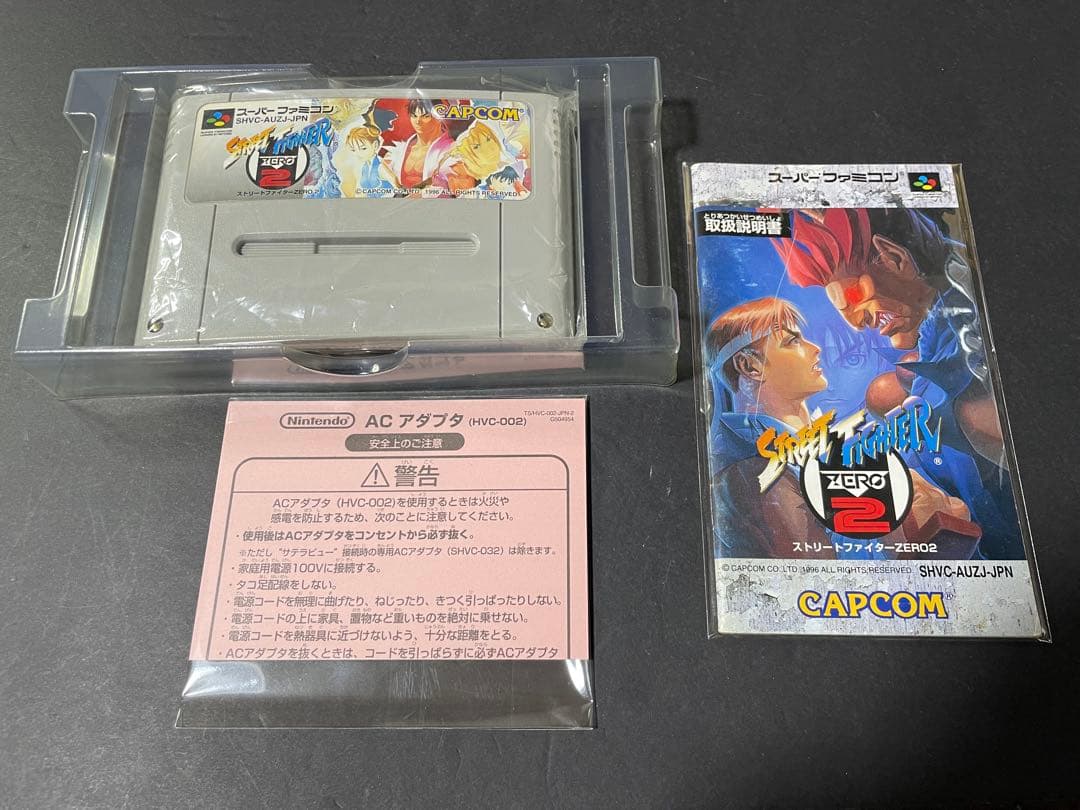 スーパーファミコン
SHVC-AUZJ-JPN
CAPCOM
STREET FIGHTER
ZERO
2
ストリートファイターZERO2
© CAPCOM CO., LTD. 1996 ALL RIGHTS RESERVED.
Nintendo ACアダプタ (HVC-002)
安全上のご注意
警告
ACアダプタ(HVC-002)を使用するときは火災や
感電を防止するため、次のことに注意してください。
・使用後はACアダプタをコンセントから必ず抜く。
※ただし"サテラビュー"接続時の専用ACアダプタ(SHVC-032)は除きます。
・家庭用電源100Vに接続する。
・タコ足配線をしない。
・電源コードを無理に曲げたり、ねじったり、きつく引っぱったりしない。
・電源コードの上に家具、置物など重いものを絶対に乗せない。
・電源コードを熱器具に近づけないよう、十分な距離をとる。
・ACアダプタを抜くときは、コードを引っぱらずに必ずACアダプタ
スーパーファミコン
とりあつかいせつめいしょ
取扱説明書
STREET FIGHTER®
ZERO
2
ストリートファイターZERO2
© CAPCOM CO., LTD. 1996 ALL RIGHTS RESERVED. SHVC-AUZJ-JPN
CAPCOM®